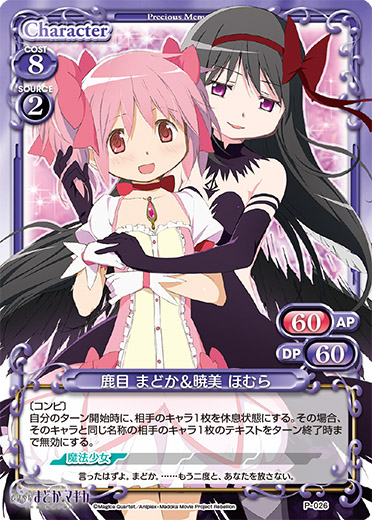 Precious Mem
Character
COST
8
SOURCE
2
60 AP
DP 60
鹿目 まどか&暁美 ほむら
〔コンビ〕
自分のターン開始時に、相手のキャラ1枚を休息状態にする。その場合、
そのキャラと同じ名称の相手のキャラ1枚のテキストをターン終了時ま
で無効にする。
魔法少女
言ったはずよ。まどか。……もう二度と、あなたを放さない。
まどか☆マギカ
©Magica Quartet/Aniplex・Madoka Movie Project Rebellion
P-026